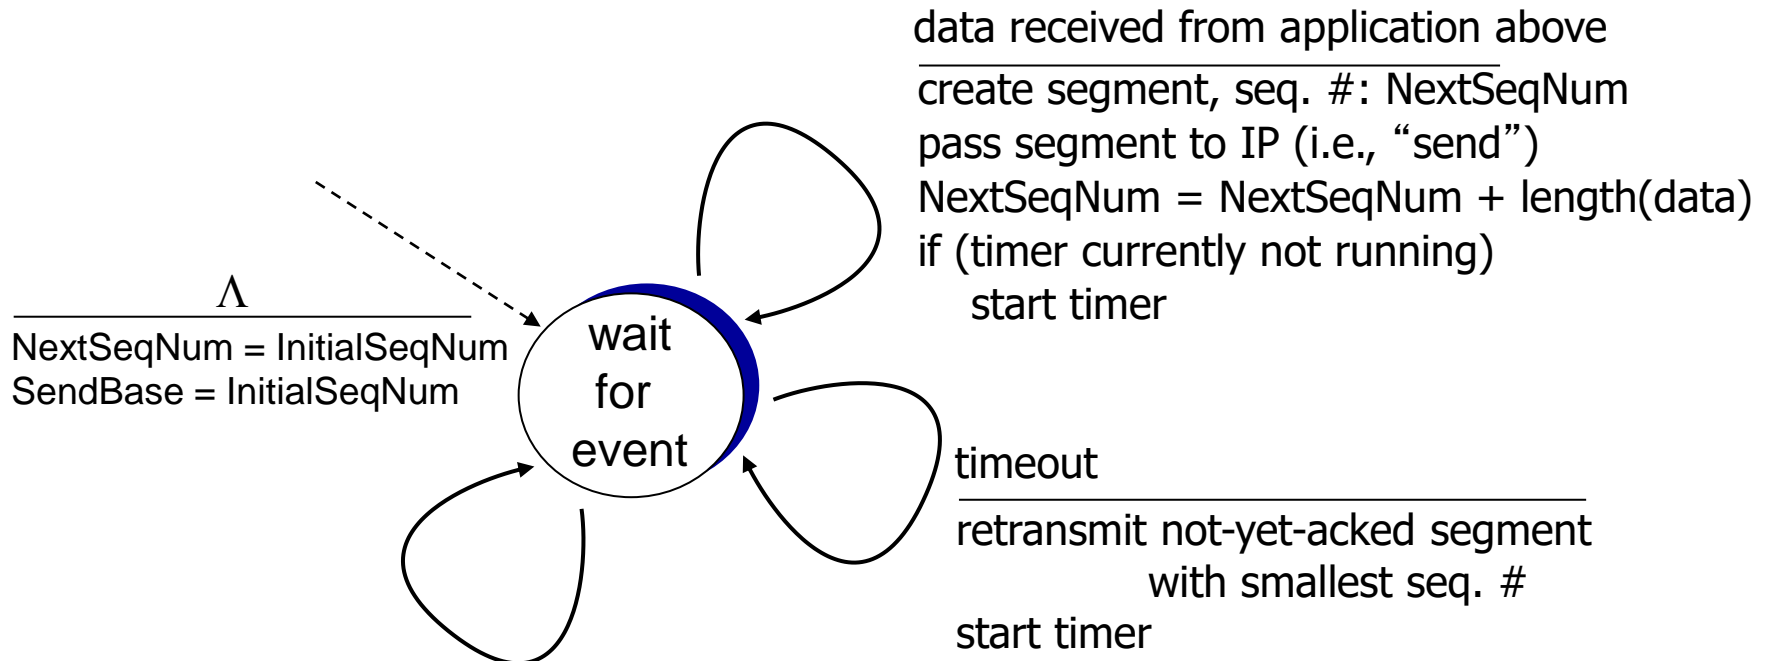 data received from application above
create segment, seq. #: NextSeqNum
pass segment to IP (i.e., “send”)
NextSeqNum = NextSeqNum + length(data)
if (timer currently not running)
start timer
Λ
NextSeqNum = InitialSeqNum
SendBase = InitialSeqNum
wait
for
event
timeout
retransmit not-yet-acked segment
with smallest seq. #
start timer